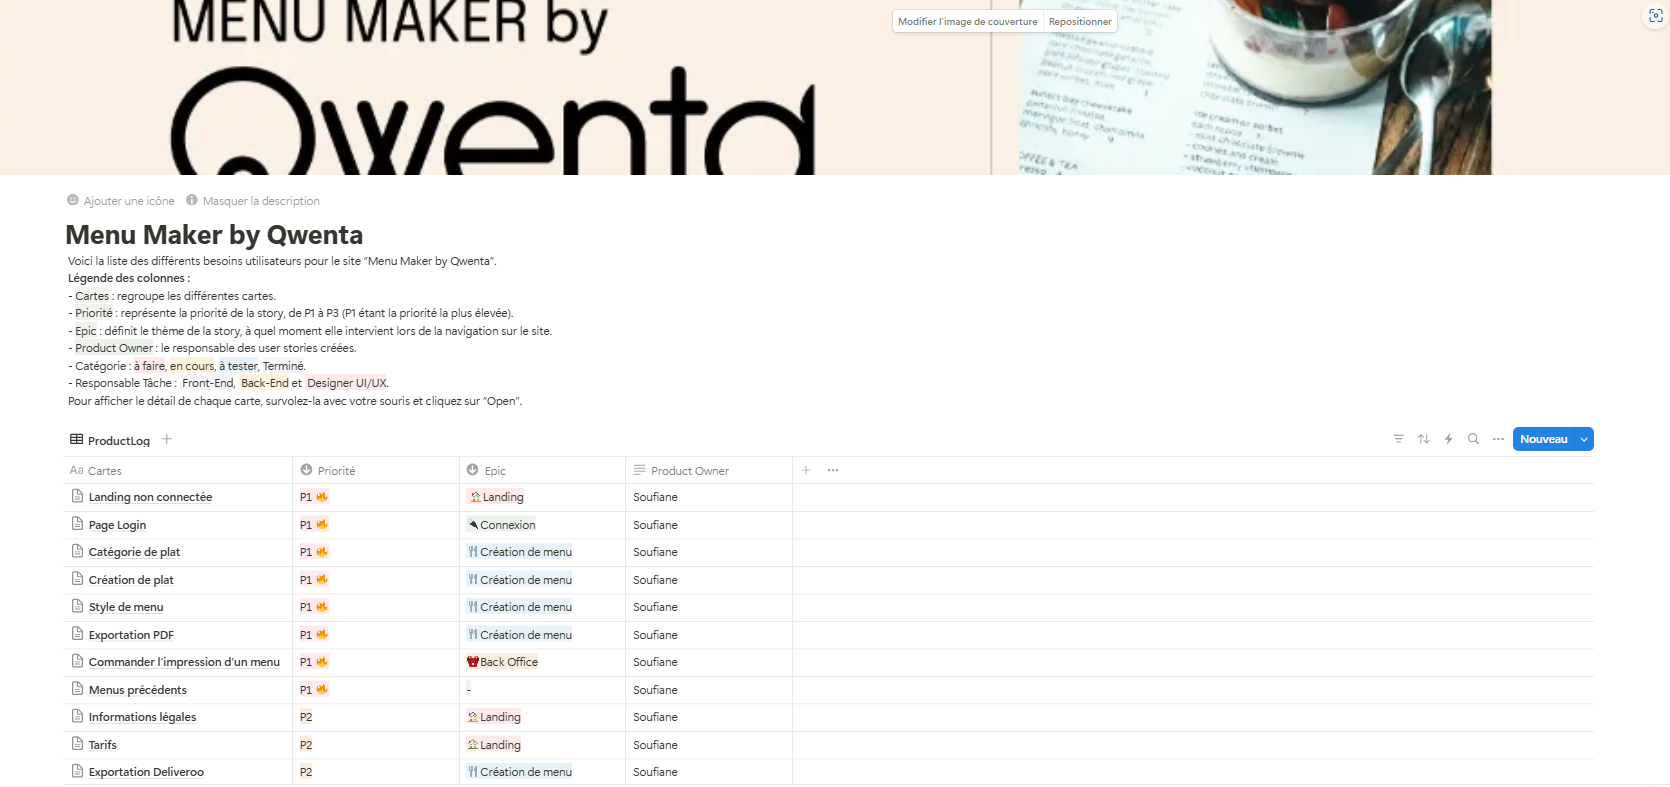 MENU MAKER by
Qwenta
Modifier l'image de couverture Repositionner
OFFEE & TEA
ice cream or sorbet
- cookies and cream
Ajouter une icône Masquer la description
Menu Maker by Qwenta
Voici la liste des différents besoins utilisateurs pour le site "Menu Maker by Qwenta".
Légende des colonnes :
- Cartes : regroupe les différentes cartes.
- Priorité : représente la priorité de la story, de P1 à P3 (P1 étant la priorité la plus élevée).
- Epic : définit le thème de la story, à quel moment elle intervient lors de la navigation sur le site.
- Product Owner : le responsable des user stories créées.
- Catégorie : à faire, en cours, à tester, Terminé.
- Responsable Tâche : Front-End, Back-End et Designer UI/UX.
Pour afficher le détail de chaque carte, survolez-la avec votre souris et cliquez sur "Open".
ProductLog
Nouveau
Aa Cartes Priorité Epic Product Owner
Landing non connectée P1 Landing Soufiane
Page Login P1 Connexion Soufiane
Catégorie de plat P1 Création de menu Soufiane
Création de plat P1 Création de menu Soufiane
Style de menu P1 Création de menu Soufiane
Exportation PDF P1 Création de menu Soufiane
Commander l'impression d'un menu P1 Back Office Soufiane
Menus précédents P1 - Soufiane
Informations légales P2 Landing Soufiane
Tarifs P2 Landing Soufiane
Exportation Deliveroo P2 Création de menu Soufiane